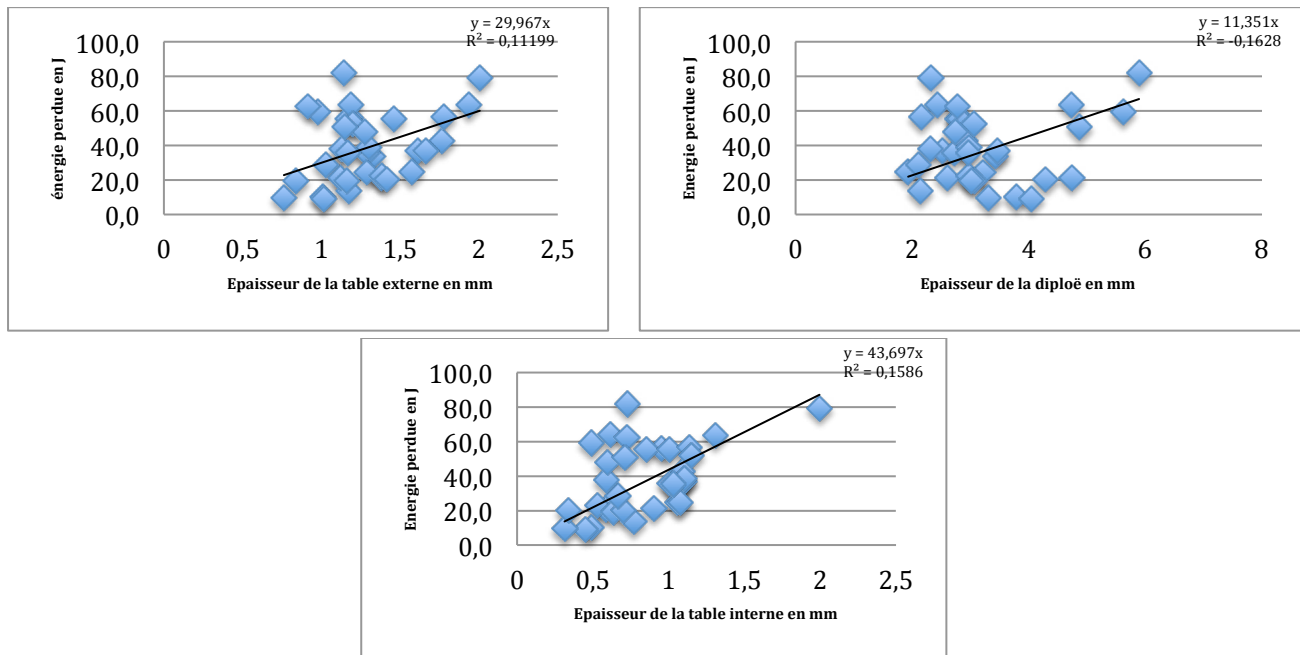 y = 29,967x
R² = 0,11199
énergie perdue en J
100,0
80,0
60,0
40,0
20,0
0,0
0 0,5 1 1,5 2 2,5
Epaisseur de la table externe en mm
y = 11,351x
R² = -0,1628
Energie perdue en J
100,0
80,0
60,0
40,0
20,0
0,0
0 2 4 6 8
Epaisseur de la diploë en mm
y = 43,697x
R² = 0,1586
Energie perdue en J
100,0
80,0
60,0
40,0
20,0
0,0
0 0,5 1 1,5 2 2,5
Epaisseur de la table interne en mm